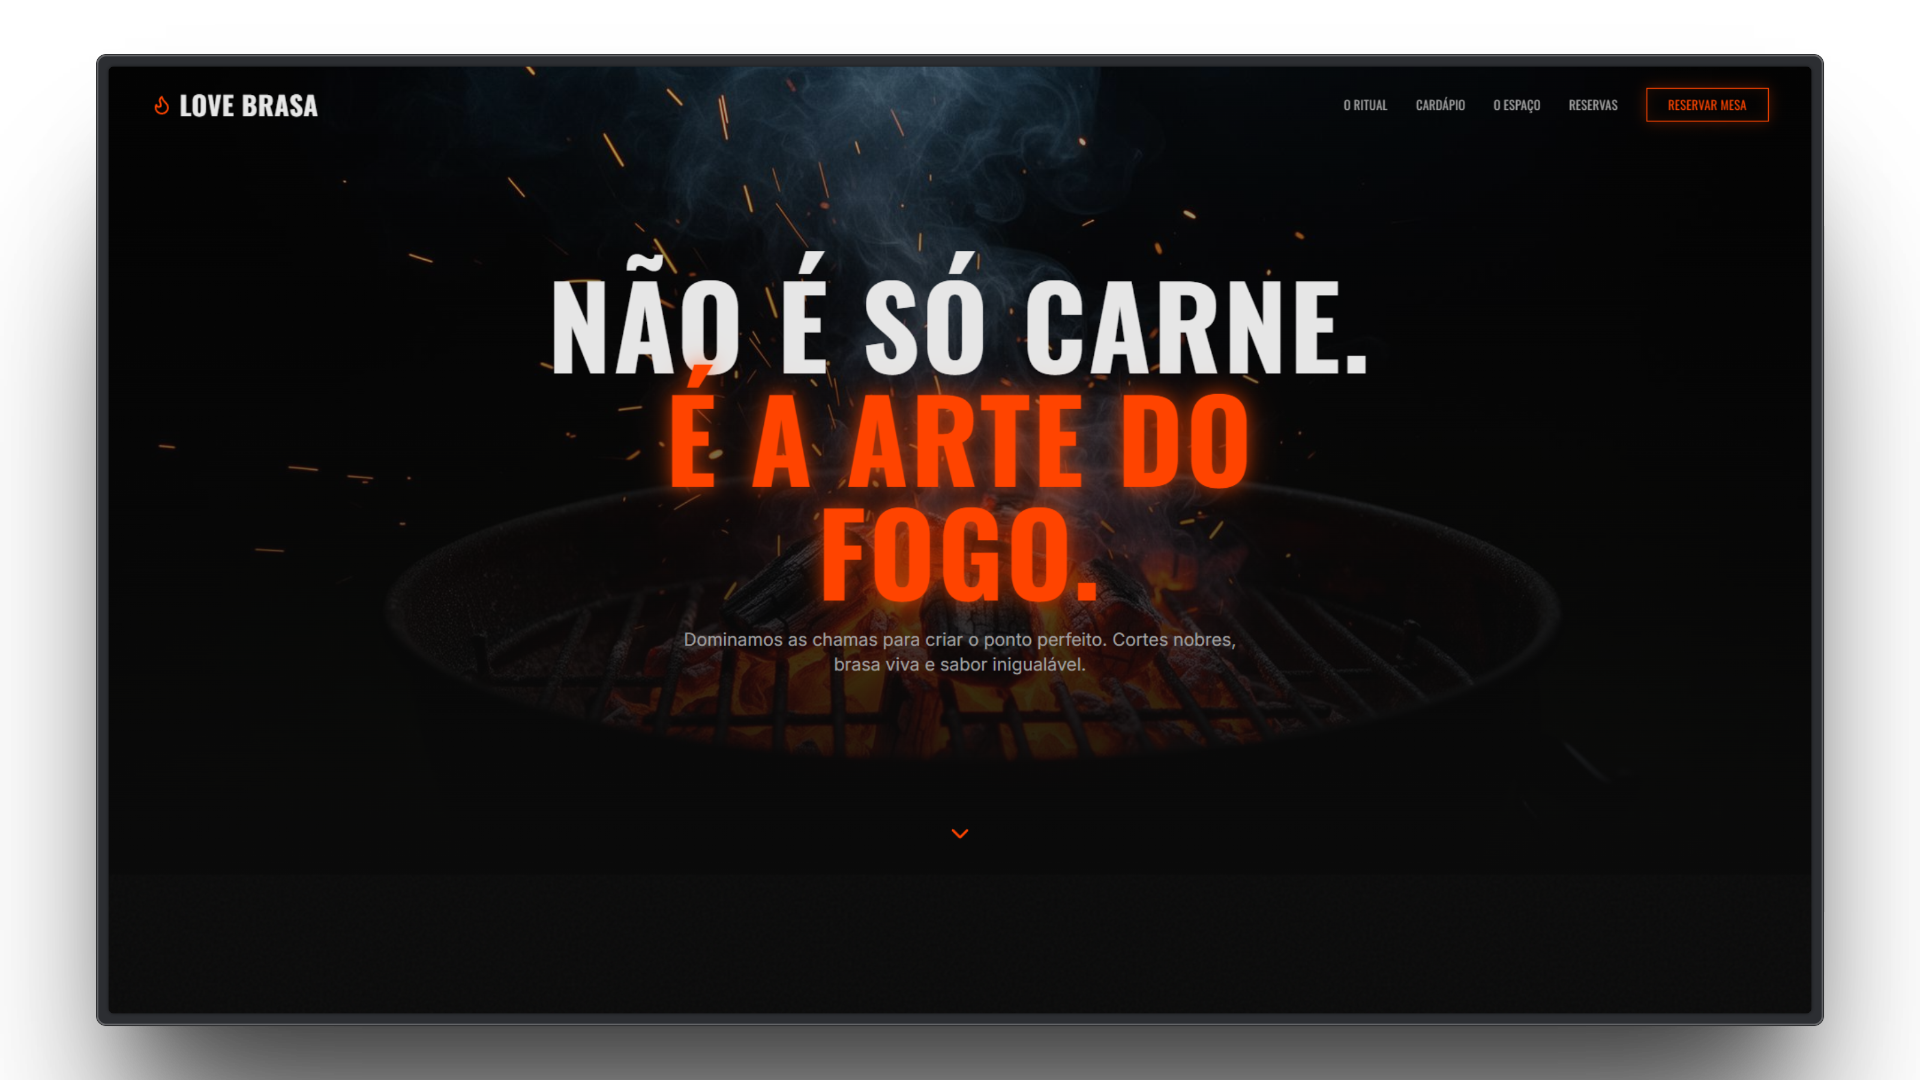 LOVE BRASA
O RITUAL
CARDÁPIO
O ESPAÇO
RESERVAS
RESERVAR MESA
NÃO É SÓ CARNE.
É A ARTE DO
FOGO.
Dominamos as chamas para criar o ponto perfeito. Cortes nobres,
brasa viva e sabor inigualável.